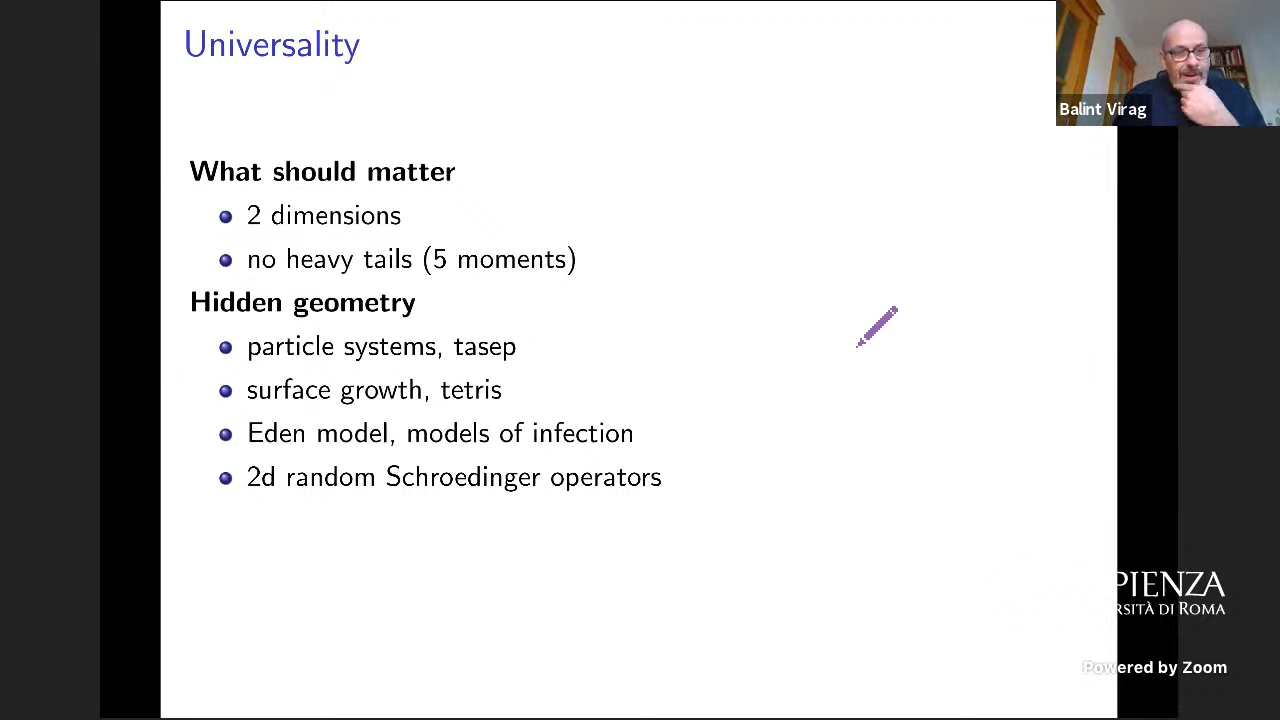 Universality
Balint Virag
What should matter
2 dimensions
no heavy tails (5 moments)
Hidden geometry
particle systems, tasep
surface growth, tetris
Eden model, models of infection
2d random Schroedinger operators
PIENZA
RSITÀ DI ROMA
Powered by Zoom